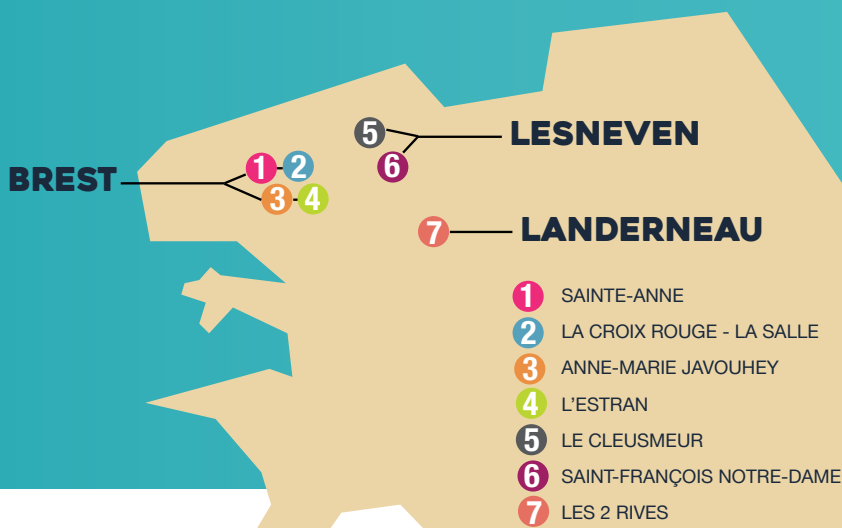 5
LESNEVEN
BREST
1 2
6
3 4
7
LANDERNEAU
1 SAINTE-ANNE
2 LA CROIX ROUGE - LA SALLE
3 ANNE-MARIE JAVOUHEY
4 L'ESTRAN
5 LE CLEUSMEUR
6 SAINT-FRANÇOIS NOTRE-DAME
7 LES 2 RIVES